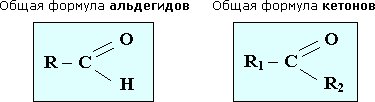 Общая формула альдегидов
O
R – C
H
Общая формула кетонов
O
R₁ – C
R₂